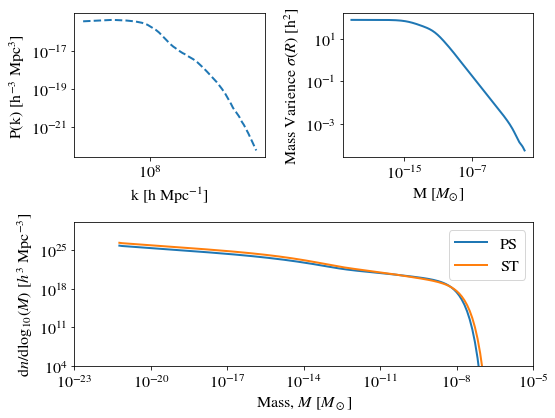 P(k) [h⁻³ Mpc³]
10⁻¹⁷
10⁻¹⁹
10⁻²¹
10⁸
k [h Mpc⁻¹]
Mass Varience σ(R) [h²]
10¹
10⁻¹
10⁻³
10⁻¹⁵ 10⁻⁷
M [M⊙]
dn/dlog₁₀(M) [h³ Mpc⁻³]
10²⁵
10¹⁸
10¹¹
10⁴
PS
ST
10⁻²³ 10⁻²⁰ 10⁻¹⁷ 10⁻¹⁴ 10⁻¹¹ 10⁻⁸ 10⁻⁵
Mass, M [M⊙]